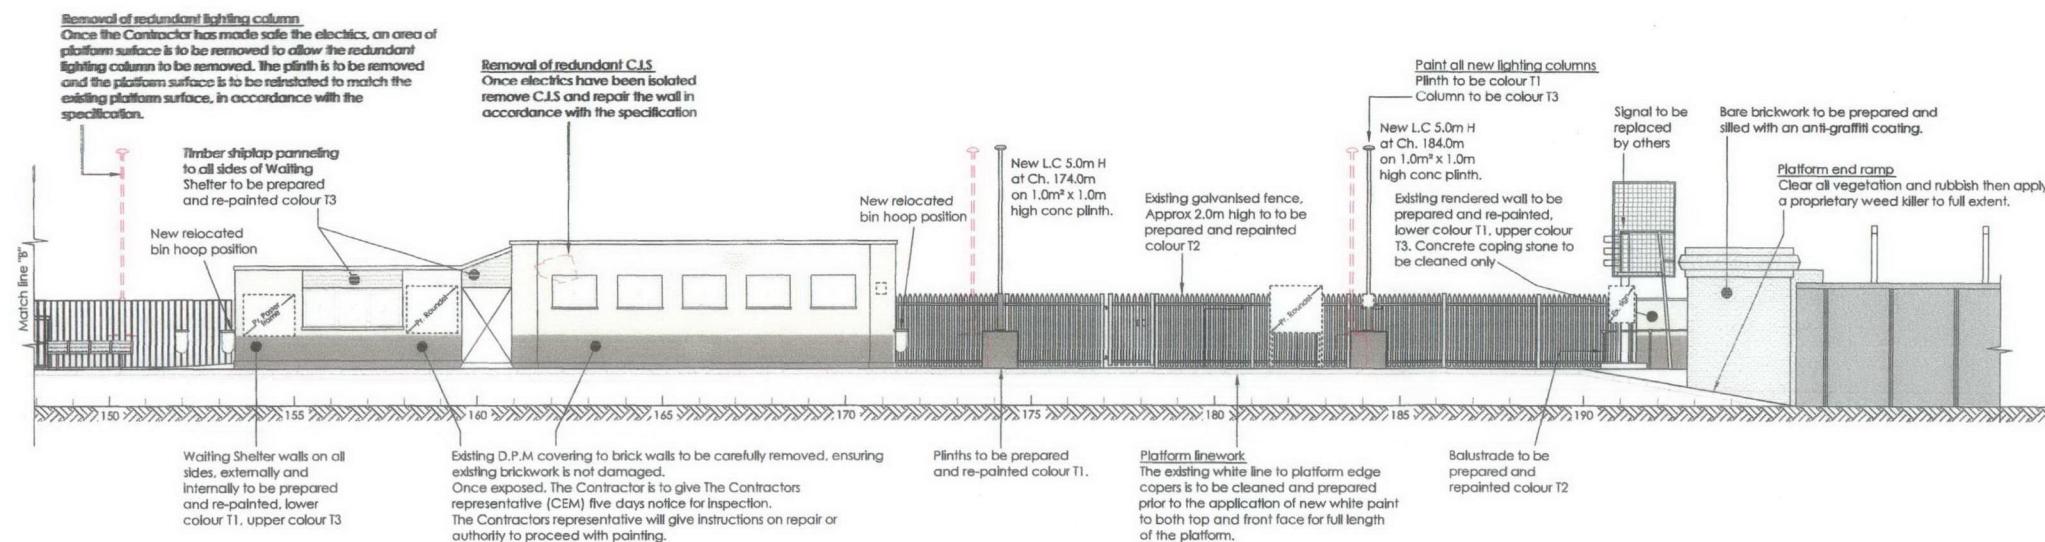 Removal of redundant lighting column
Once the Contractor has made safe the electrics, an area of
platform surface is to be removed to allow the redundant
lighting column to be removed. The plinth is to be removed
and the platform surface is to be reinstated to match the
existing platform surface, in accordance with the
specification.
Removal of redundant C.I.S
Once electrics have been isolated
remove C.I.S and repair the wall in
accordance with the specification
Paint all new lighting columns
Plinth to be colour T1
Column to be colour T3
Signal to be
replaced
by others
Bare brickwork to be prepared and
silled with an anti-graffiti coating.
Timber shiplap panneling
to all sides of Waiting
Shelter to be prepared
and re-painted colour T3
New relocated
bin hoop position
New relocated
bin hoop position
New L.C 5.0m H
at Ch. 174.0m
on 1.0m² x 1.0m
high conc plinth.
Existing galvanised fence,
Approx 2.0m high to to be
prepared and repainted
colour T2
New L.C 5.0m H
at Ch. 184.0m
on 1.0m² x 1.0m
high conc plinth.
Existing rendered wall to be
prepared and re-painted,
lower colour T1, upper colour
T3. Concrete coping stone to
be cleaned only
Platform end ramp
Clear all vegetation and rubbish then apply
a proprietary weed killer to full extent.
Match line "B"
Pr. Poster
frame
Pr. Roundel
Pr. Roundel
150 155 160 165 170 175 180 185 190
Waiting Shelter walls on all
sides, externally and
internally to be prepared
and re-painted, lower
colour T1, upper colour T3
Existing D.P.M covering to brick walls to be carefully removed, ensuring
existing brickwork is not damaged.
Once exposed, The Contractor is to give The Contractors
representative (CEM) five days notice for inspection.
The Contractors representative will give instructions on repair or
authority to proceed with painting.
Plinths to be prepared
and re-painted colour T1.
Platform linework
The existing white line to platform edge
copers is to be cleaned and prepared
prior to the application of new white paint
to both top and front face for full length
of the platform.
Balustrade to be
prepared and
repainted colour T2